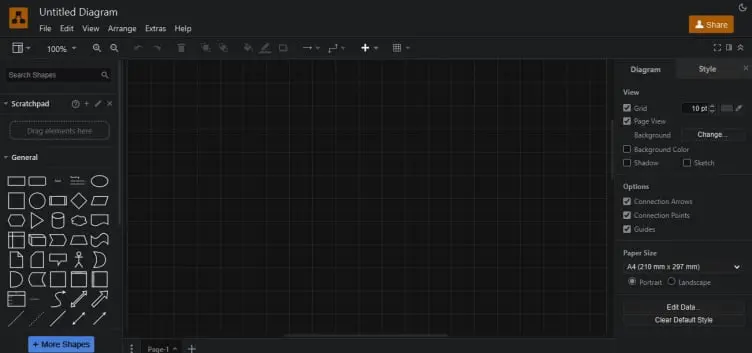 Untitled Diagram
File Edit View Arrange Extras Help
Share
100%
Search Shapes
Scratchpad
Drag elements here
General
+ More Shapes
Page-1
Diagram Style
View
Grid 10 pt
Page View
Background Change...
Background Color
Shadow Sketch
Options
Connection Arrows
Connection Points
Guides
Paper Size
A4 (210 mm x 297 mm)
Portrait Landscape
Edit Data...
Clear Default Style